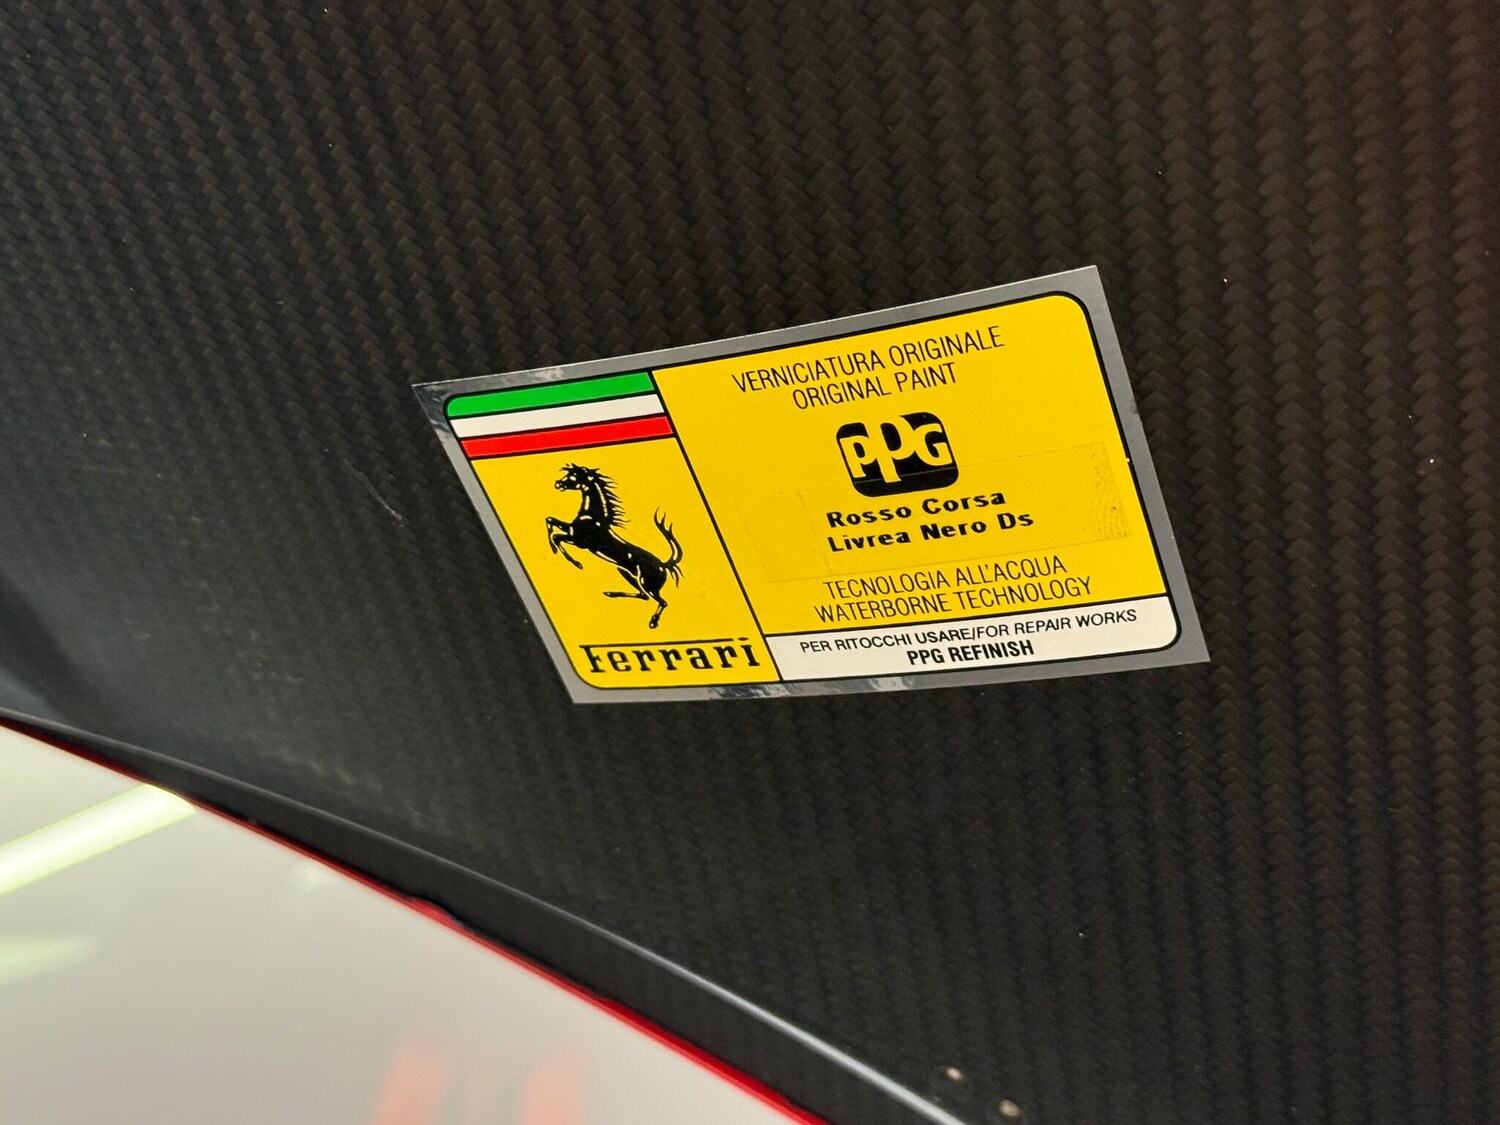 VERNICIATURA ORIGINALE
ORIGINAL PAINT
PPG
Rosso Corsa
Livrea Nero Ds
TECNOLOGIA ALL'ACQUA
WATERBORNE TECHNOLOGY
PER RITOCCHI USARE/FOR REPAIR WORKS
PPG REFINISH
Ferrari